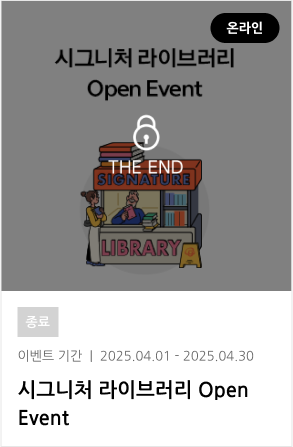 온라인
시그니처 라이브러리
Open Event
THE END
SIGNATURE
LIBRARY
종료
이벤트 기간 | 2025.04.01 - 2025.04.30
시그니처 라이브러리 Open
Event